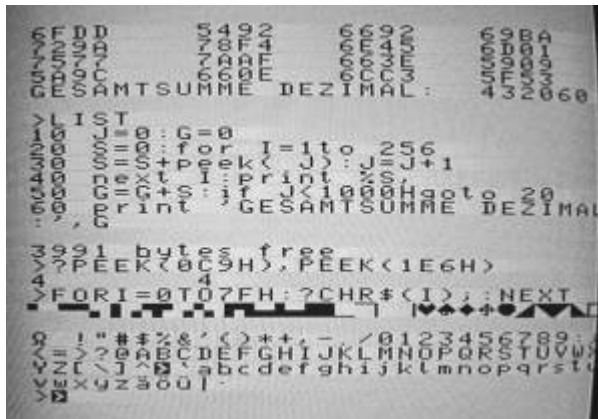 6FDD 5492 6692 69BA
729A 78F4 6E45 6D01
7577 7AAF 663E 5909
5A9C 660E 6CC3 5F53
GESAMTSUMME DEZIMAL: 432060
>LIST
10 J=0:G=0
20 S=0:for I=1to 256
30 S=S+peek( J):J=J+1
40 next I:print %S,
50 G=G+S:if J<1000Hgoto 20
60 print 'GESAMTSUMME DEZIMAL
:',G
3991 bytes free
>?PEEK(0C9H),PEEK(1E6H)
4 4
>FORI=0TO7FH:?CHR$(I);:NEXT
!"#$%&'()*+,-./0123456789:;
<=>?@ABCDEFGHIJKLMNOPQRSTUVWX
YZ[\]^ `abcdefghijklmnopqrstu
vwxyzäöü|
>